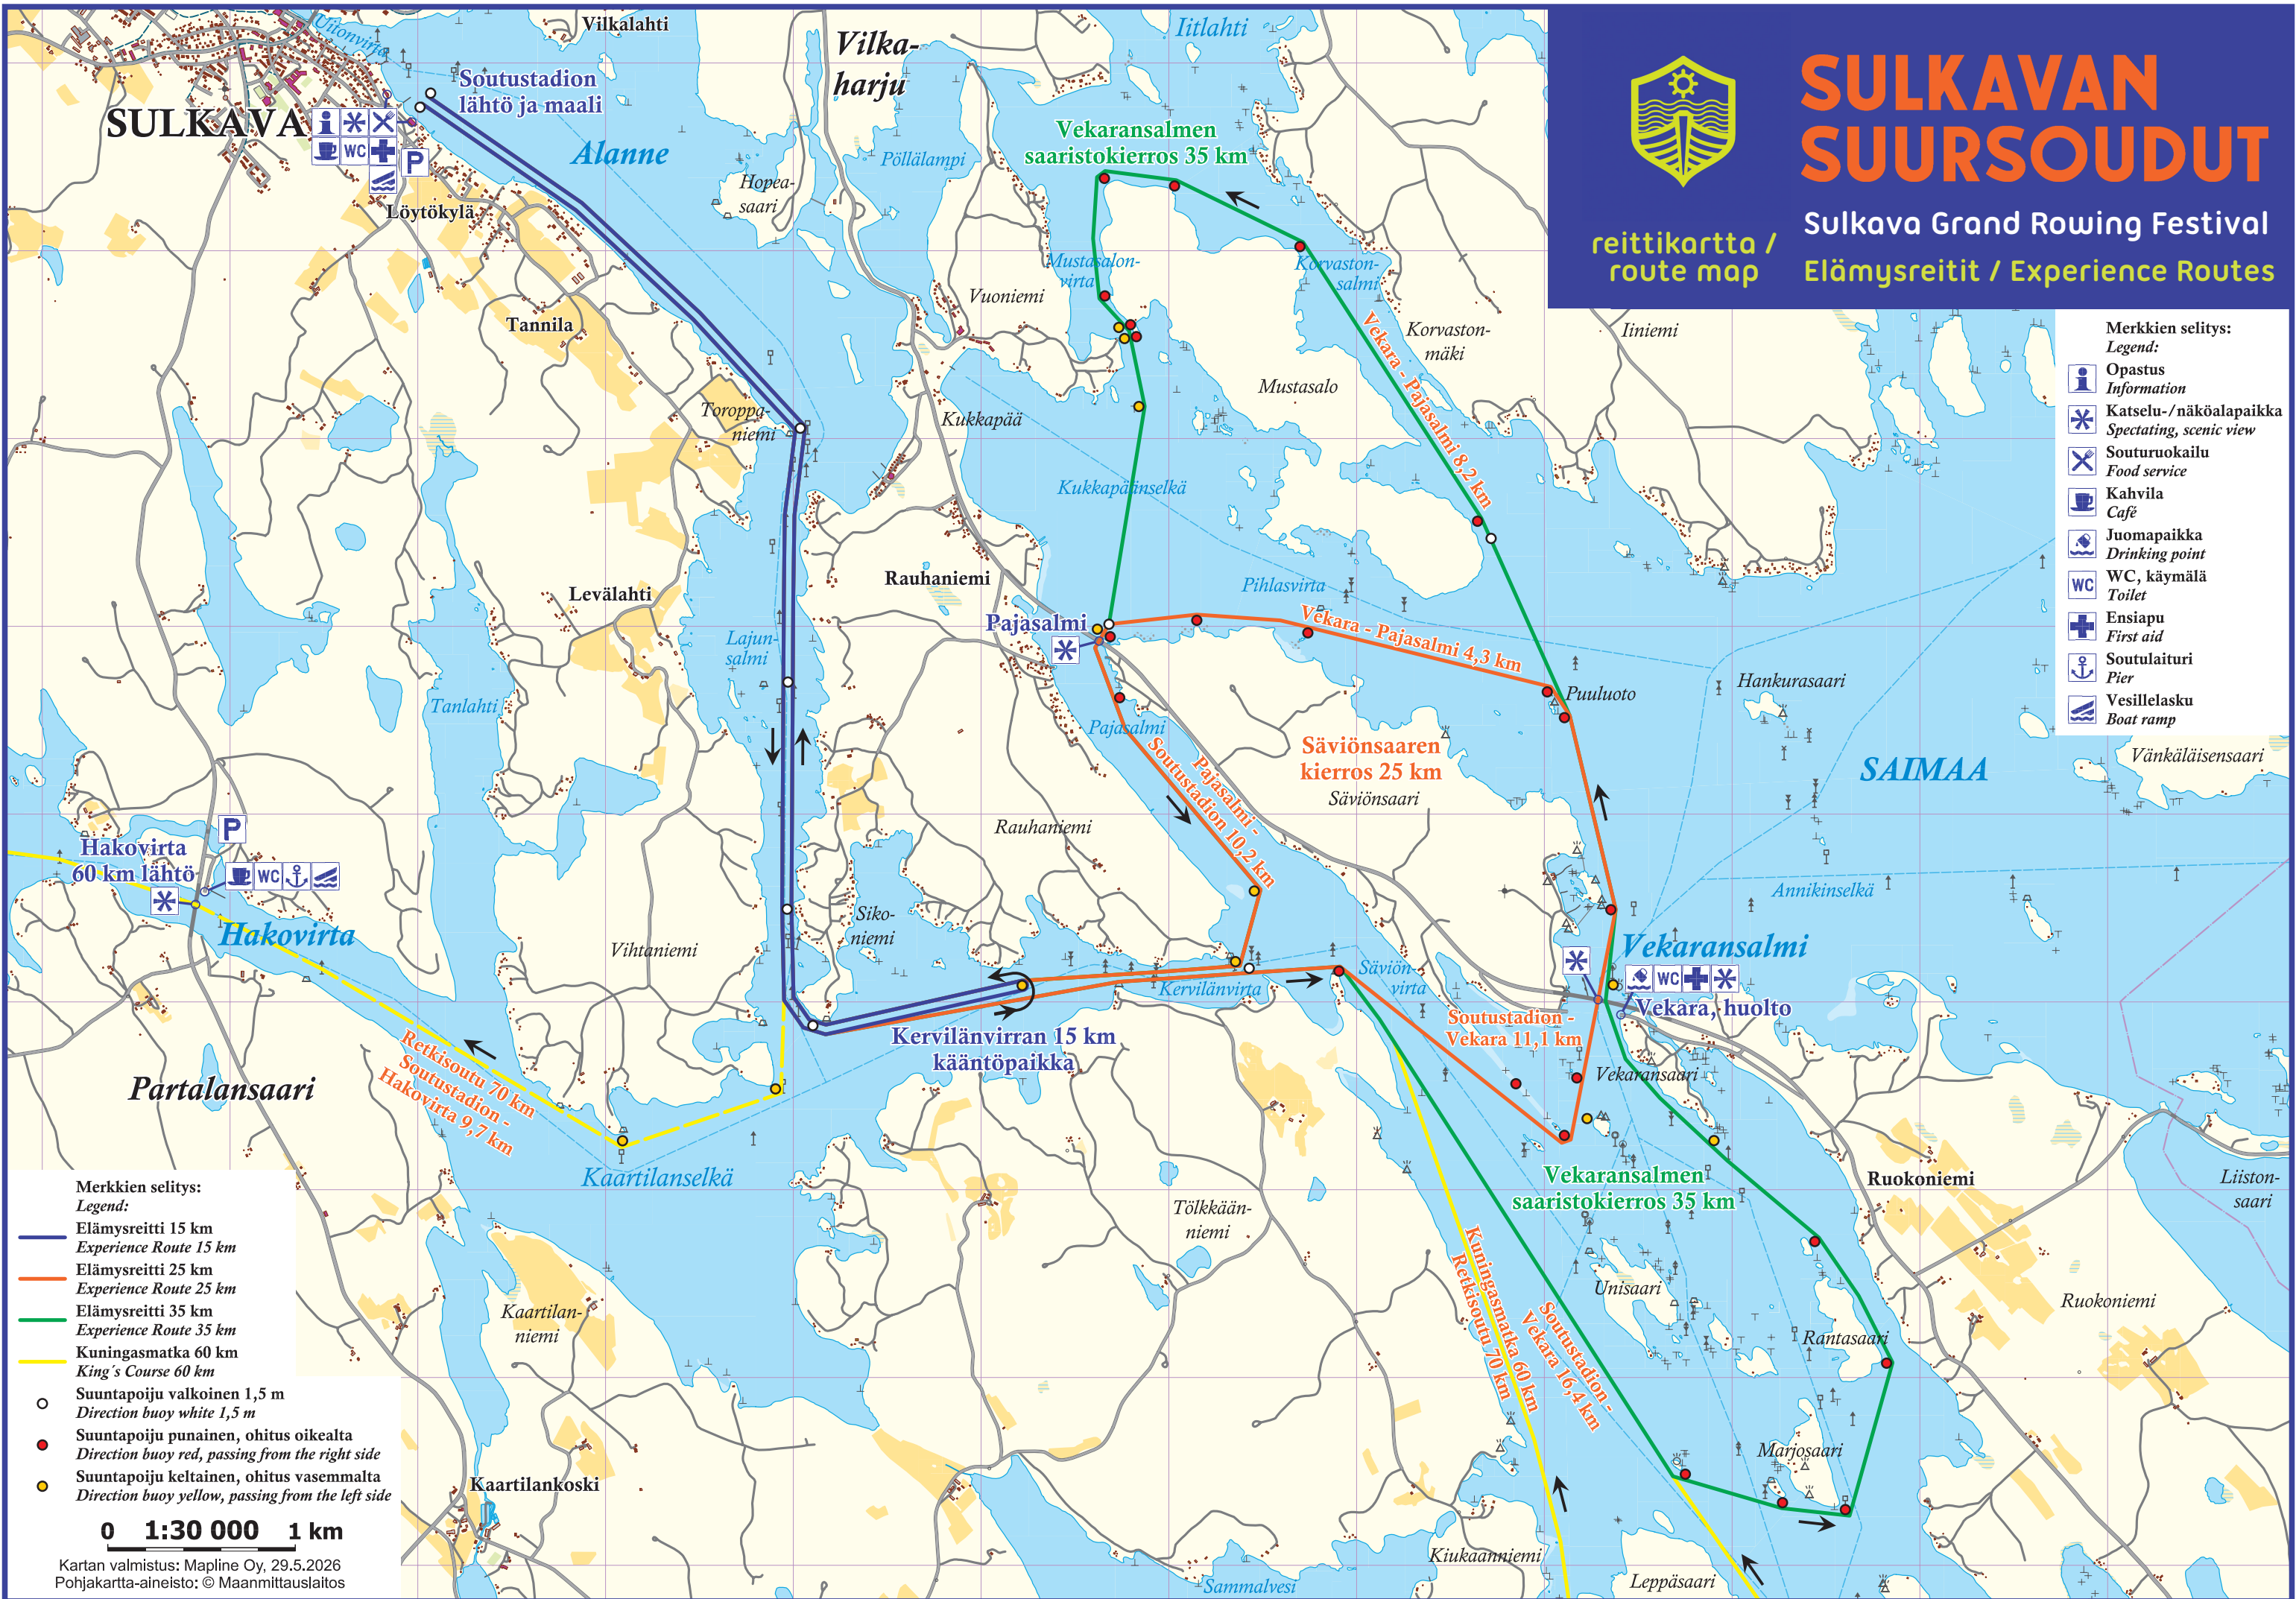 SULKAVAN
SUURSOUDUT
Sulkava Grand Rowing Festival
reittikartta /
route map
Elämysreitit / Experience Routes
Merkkien selitys:
Legend:
Opastus
Information
Katselu-/näköalapaikka
Spectating, scenic view
Souturuokailu
Food service
Kahvila
Café
Juomapaikka
Drinking point
WC
WC, käymälä
Toilet
Ensiapu
First aid
Soutulaituri
Pier
Vesillelasku
Boat ramp
Uitonvirta
Vilkalahti
Vilka-
harju
Iitlahti
Soutustadion
lähtö ja maali
SULKAVA
WC
P
Alanne
Löytökylä
Hopea-
saari
Pöllälampi
Vekaransalmen
saaristokierros 35 km
Mustasalon-
virta
Korvaston-
salmi
Vuoniemi
Tannila
Korvaston-
mäki
Iiniemi
Mustasalo
Vekara - Pajasalmi 8,2 km
Toroppa-
niemi
Kukkapää
Kukkapäänselkä
Rauhaniemi
Levälahti
Pihlasvirta
Pajasalmi
Vekara - Pajasalmi 4,3 km
Lajun-
salmi
Tanlahti
Puuluoto
Hankurasaari
Pajasalmi
Säviönsaaren
kierros 25 km
Säviönsaari
SAIMAA
Vänkäläisensaari
Pajasalmi -
Soutustadion 10,2 km
Rauhaniemi
P
Hakovirta
60 km lähtö
WC
Hakovirta
Annikinselkä
Siko-
niemi
Vihtaniemi
Vekaransalmi
WC
Vekara, huolto
Säviön-
virta
Kervilänvirta
Kervilänvirran 15 km
kääntöpaikka
Soutustadion -
Vekara 11,1 km
Vekaransaari
Retkisoutu 70 km
Soutustadion -
Hakovirta 9,7 km
Partalansaari
Kaartilanselkä
Vekaransalmen
saaristokierros 35 km
Ruokoniemi
Liiston-
saari
Tölkkään-
niemi
Unisaari
Ruokoniemi
Kuningasmatka 60 km
Retkisoutu 70 km
Soutustadion -
Vekara 16,4 km
Rantasaari
Kaartilan-
niemi
Marjosaari
Kaartilankoski
Kiukaanniemi
Leppäsaari
Sammalvesi
Merkkien selitys:
Legend:
Elämysreitti 15 km
Experience Route 15 km
Elämysreitti 25 km
Experience Route 25 km
Elämysreitti 35 km
Experience Route 35 km
Kuningasmatka 60 km
King´s Course 60 km
Suuntapoiju valkoinen 1,5 m
Direction buoy white 1,5 m
Suuntapoiju punainen, ohitus oikealta
Direction buoy red, passing from the right side
Suuntapoiju keltainen, ohitus vasemmalta
Direction buoy yellow, passing from the left side
0 1:30 000 1 km
Kartan valmistus: Mapline Oy, 29.5.2026
Pohjakartta-aineisto: © Maanmittauslaitos